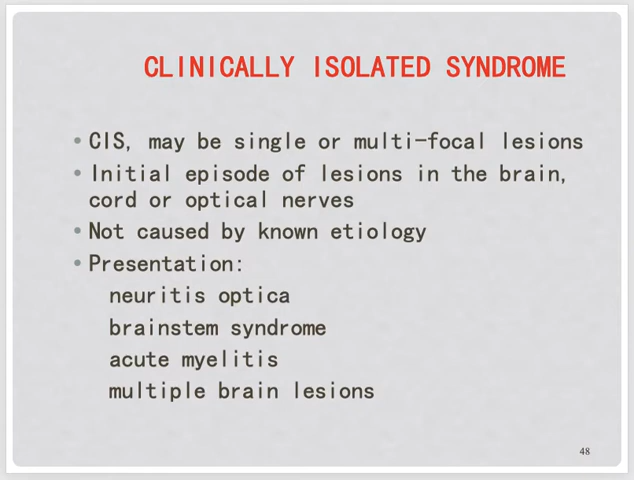 CLINICALLY ISOLATED SYNDROME
• CIS, may be single or multi-focal lesions
• Initial episode of lesions in the brain,
cord or optical nerves
• Not caused by known etiology
• Presentation:
neuritis optica
brainstem syndrome
acute myelitis
multiple brain lesions
48